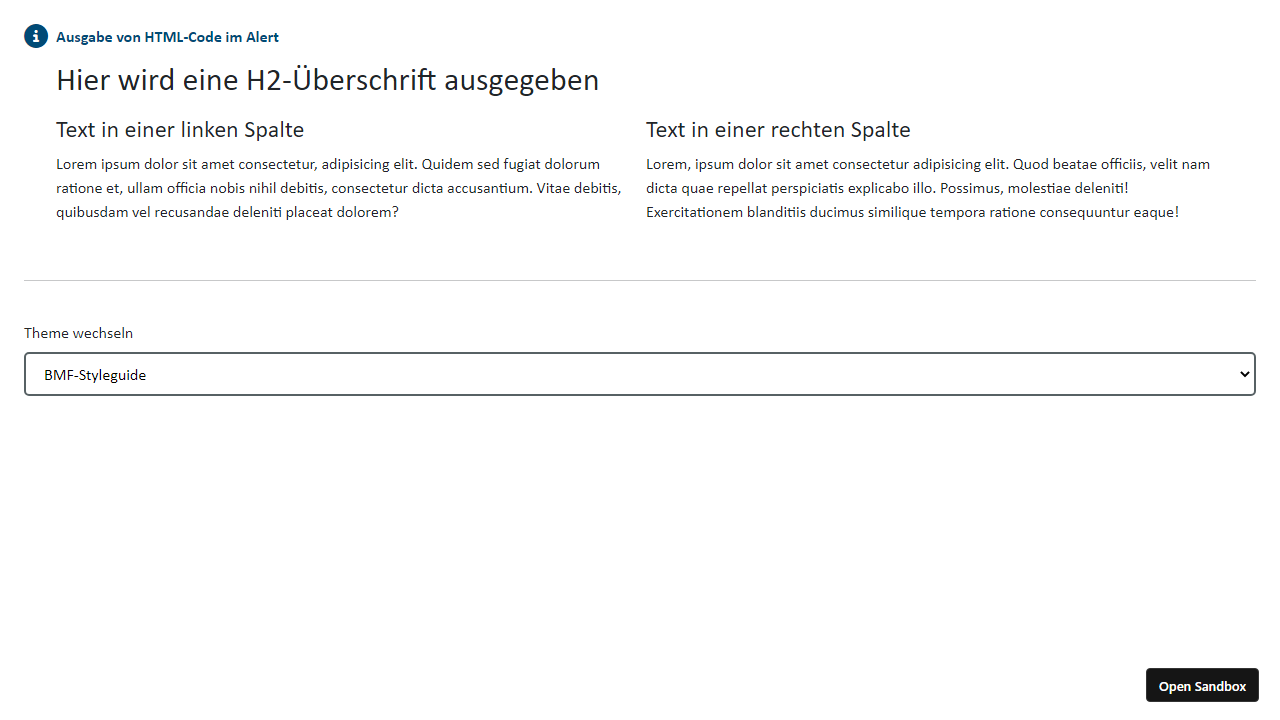 Ausgabe von HTML-Code im Alert
Hier wird eine H2-Überschrift ausgegeben
Text in einer linken Spalte
Lorem ipsum dolor sit amet consectetur, adipisicing elit. Quidem sed fugiat dolorum
ratione et, ullam officia nobis nihil debitis, consectetur dicta accusantium. Vitae debitis,
quibusdam vel recusandae deleniti placeat dolorem?
Text in einer rechten Spalte
Lorem, ipsum dolor sit amet consectetur adipisicing elit. Quod beatae officiis, velit nam
dicta quae repellat perspiciatis explicabo illo. Possimus, molestiae deleniti!
Exercitationem blanditiis ducimus similique tempora ratione consequuntur eaque!
Theme wechseln
BMF-Styleguide
Open Sandbox